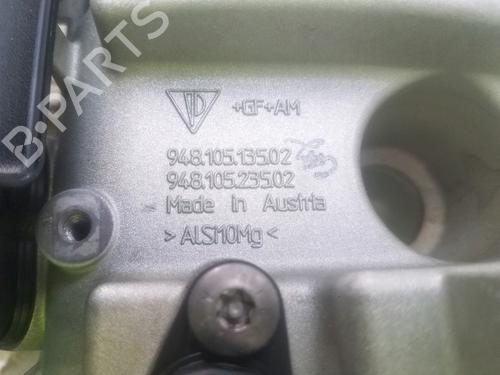 +GF+AM
948.105.135.02
948.105.235.02
Made in Austria
>AlSi10Mg<
B-PARTS